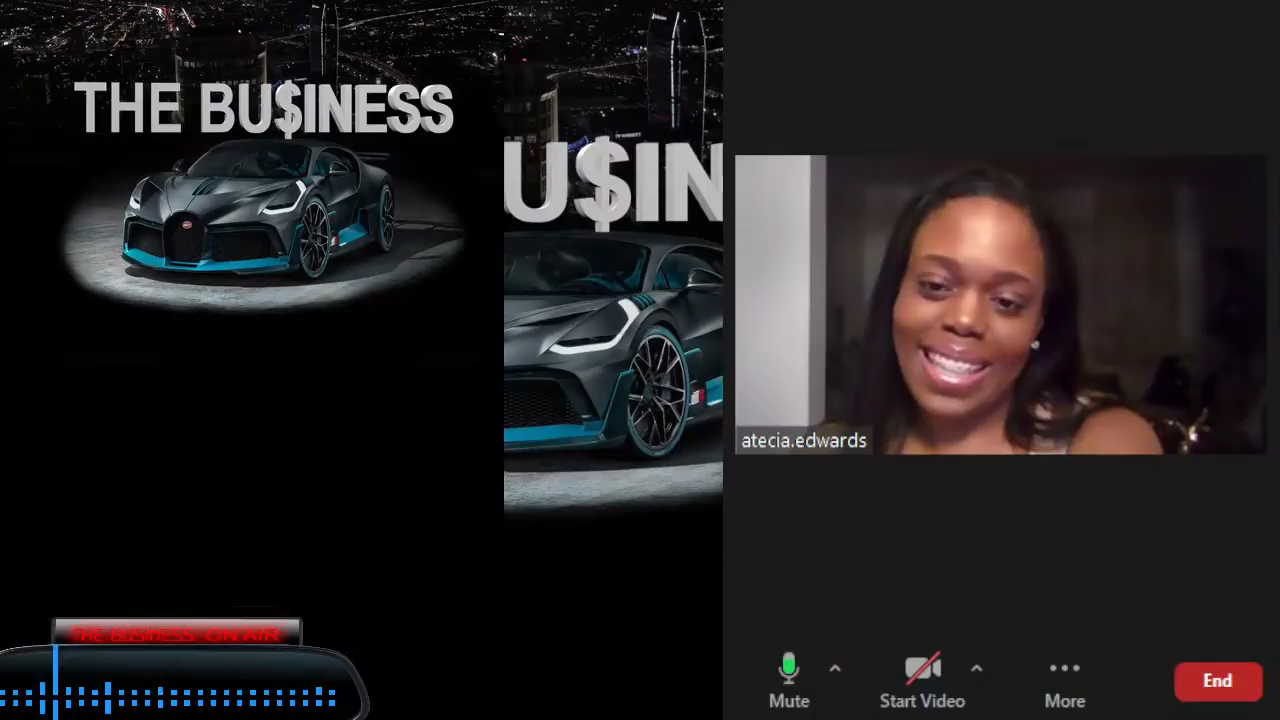 THE BU$INESS
U$IN
atecia.edwards
THE BUSINESS ON AIR
Mute
Start Video
More
End